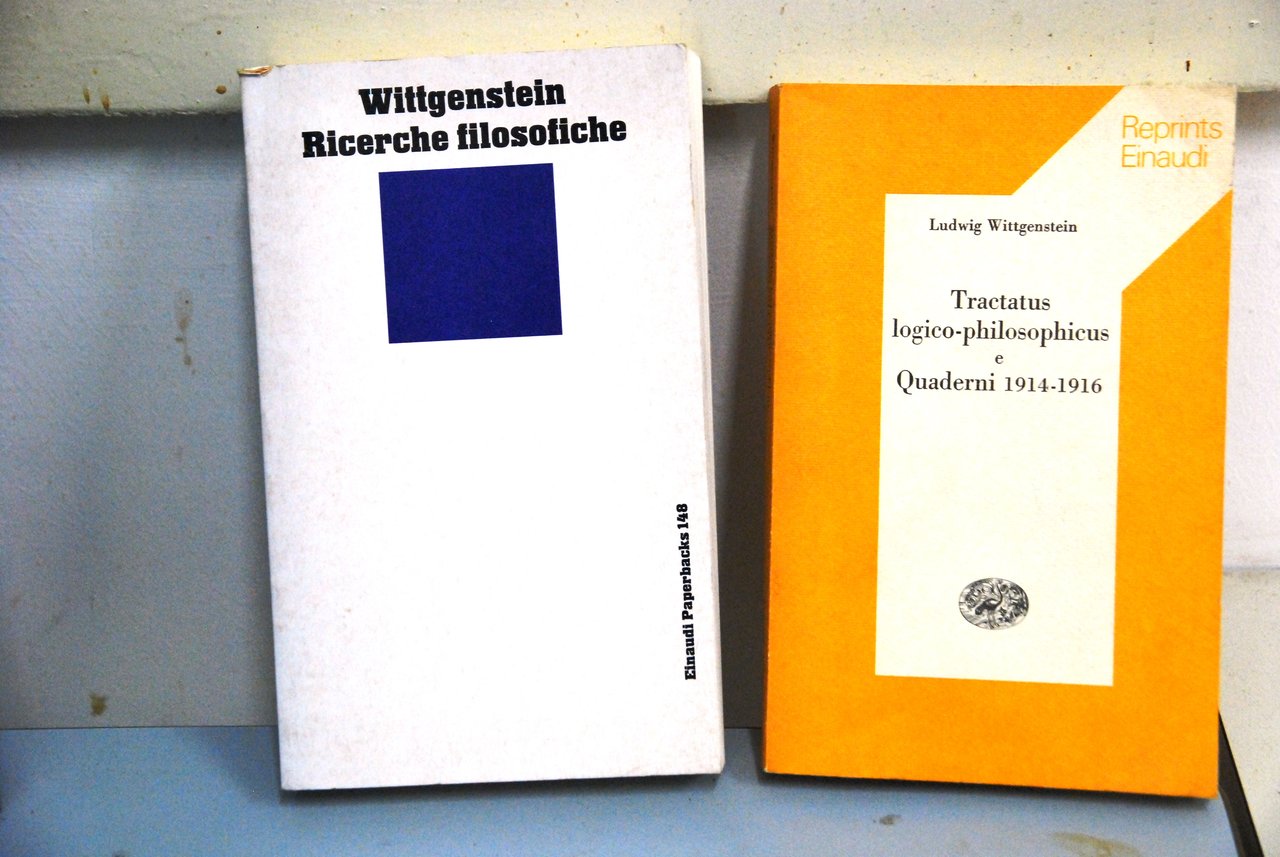 Wittgenstein
Ricerche filosofiche
Einaudi Paperbacks 148
Reprints
Einaudi
Ludwig Wittgenstein
Tractatus
logico-philosophicus
e
Quaderni 1914-1916